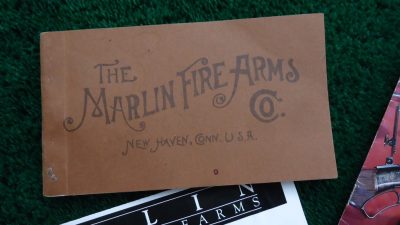 THE
MARLIN FIRE ARMS
CO.
NEW HAVEN, CONN. U.S.A.
LIN
EARMS